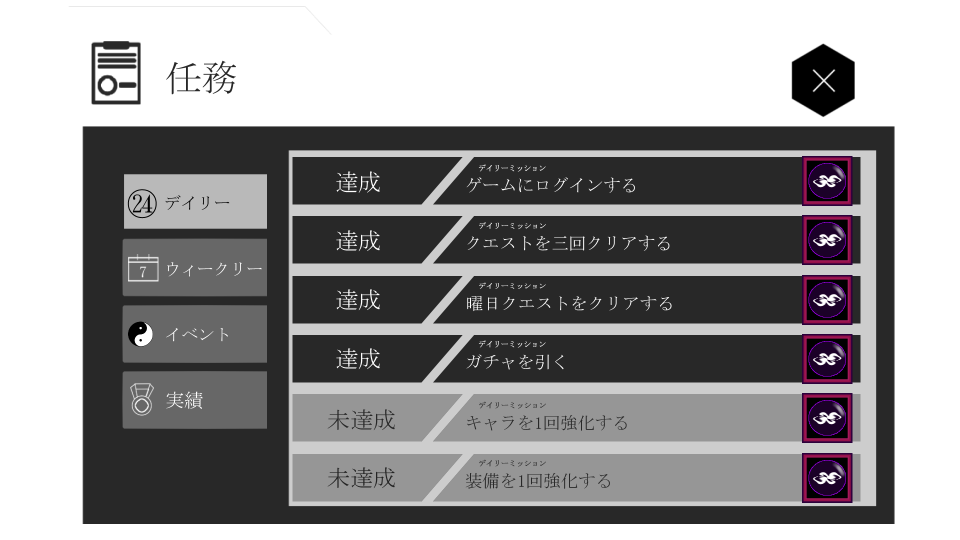 任務
24 デイリー
7 ウィークリー
イベント
実績
達成
デイリーミッション
ゲームにログインする
達成
デイリーミッション
クエストを三回クリアする
達成
デイリーミッション
曜日クエストをクリアする
達成
デイリーミッション
ガチャを引く
未達成
デイリーミッション
キャラを1回強化する
未達成
デイリーミッション
装備を1回強化する